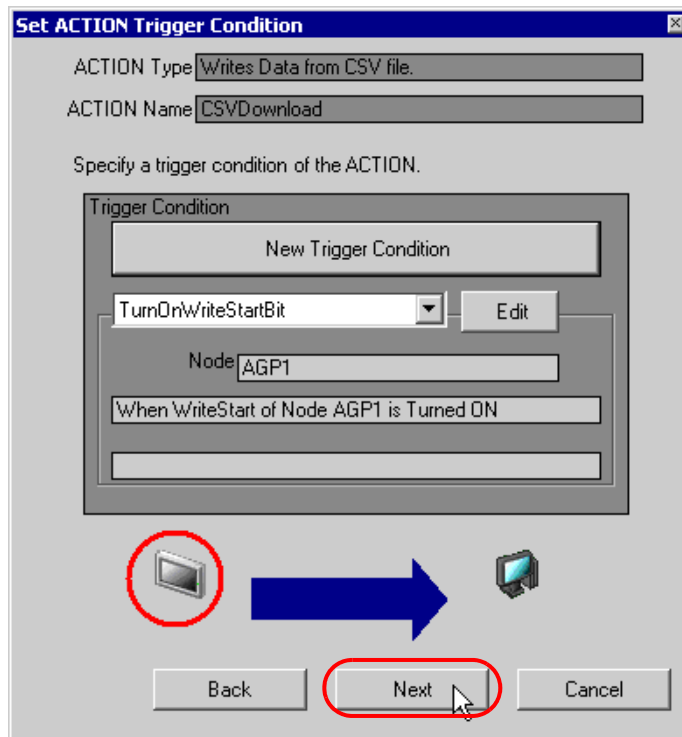 Set ACTION Trigger Condition
ACTION Type Writes Data from CSV file.
ACTION Name CSVDownload
Specify a trigger condition of the ACTION.
Trigger Condition
New Trigger Condition
TurnOnWriteStartBit Edit
Node AGP1
When WriteStart of Node AGP1 is Turned ON
Back Next Cancel